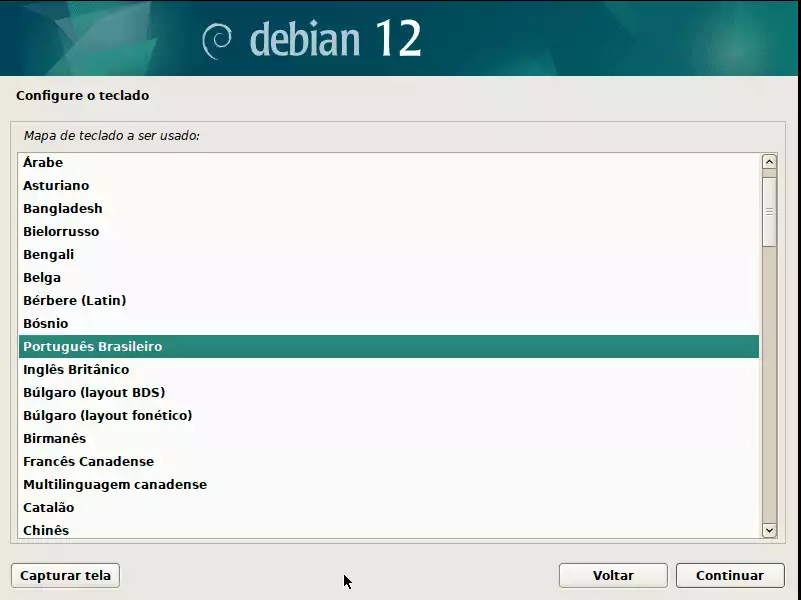 debian 12
Configure o teclado
Mapa de teclado a ser usado:
Árabe
Asturiano
Bangladesh
Bielorrusso
Bengali
Belga
Bérbere (Latin)
Bósnio
Português Brasileiro
Inglês Britânico
Búlgaro (layout BDS)
Búlgaro (layout fonético)
Birmanês
Francês Canadense
Multilinguagem canadense
Catalão
Chinês
Capturar tela
Voltar
Continuar